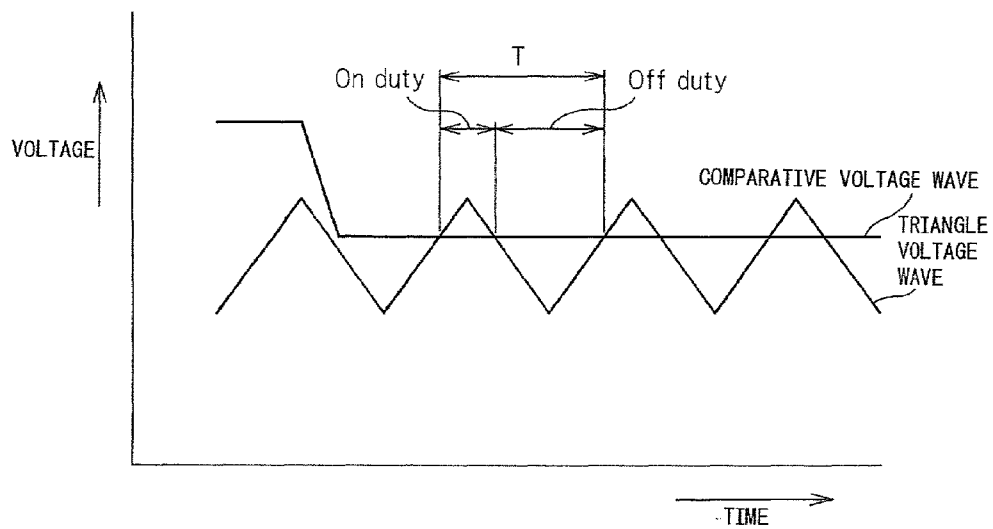 T
On duty
Off duty
VOLTAGE
COMPARATIVE VOLTAGE WAVE
TRIANGLE
VOLTAGE
WAVE
TIME